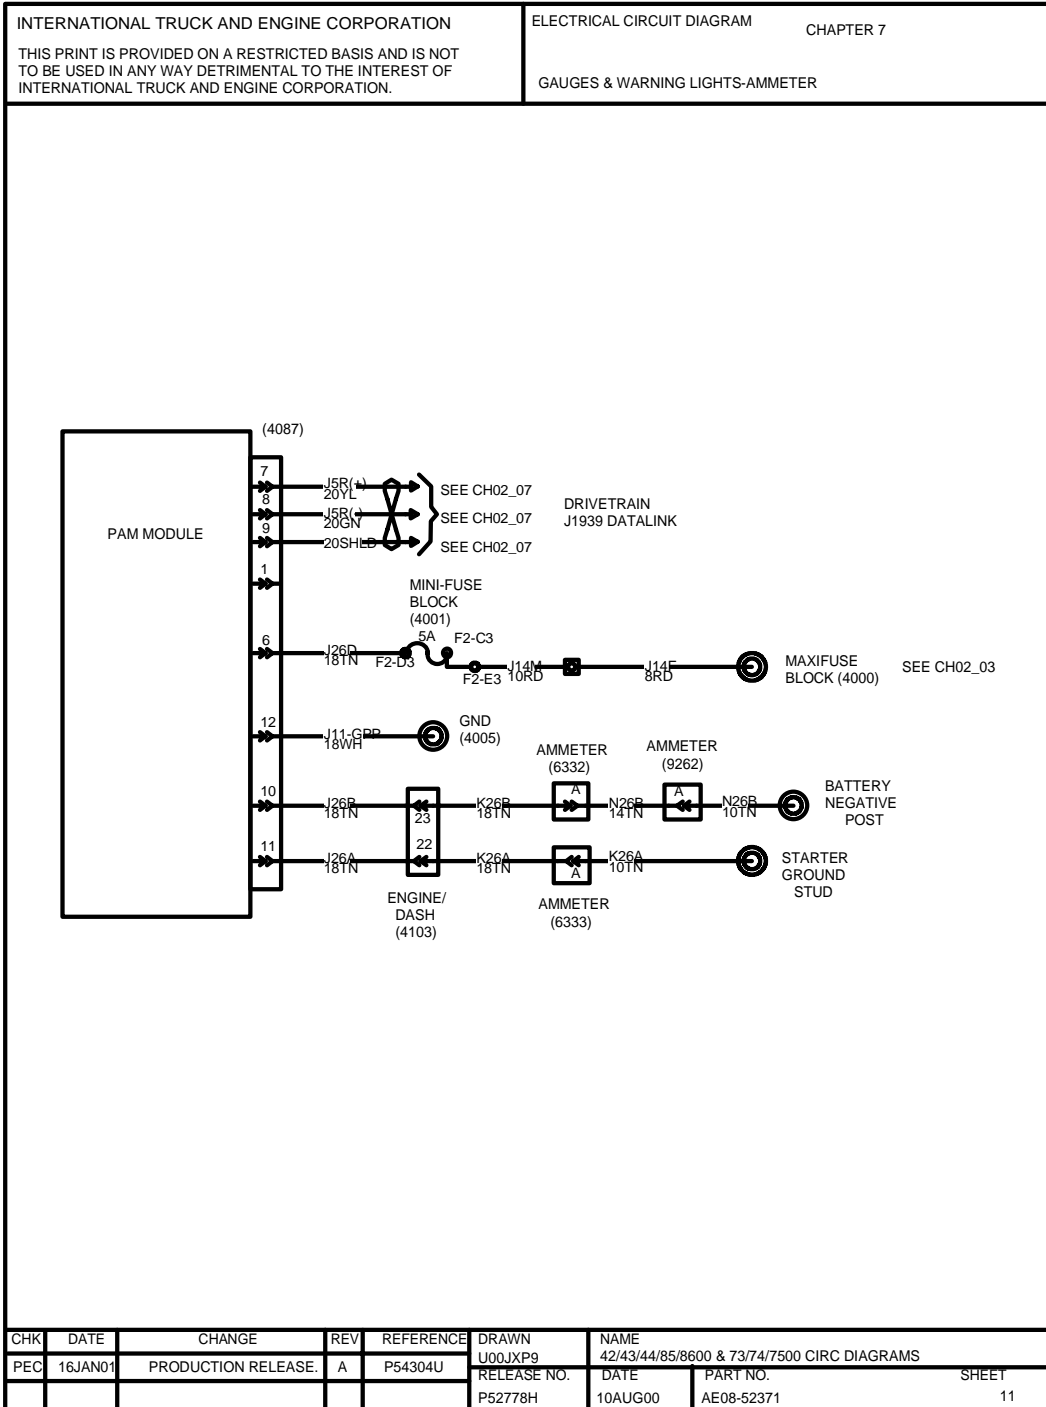 INTERNATIONAL TRUCK AND ENGINE CORPORATION
THIS PRINT IS PROVIDED ON A RESTRICTED BASIS AND IS NOT
TO BE USED IN ANY WAY DETRIMENTAL TO THE INTEREST OF
INTERNATIONAL TRUCK AND ENGINE CORPORATION.
ELECTRICAL CIRCUIT DIAGRAM
CHAPTER 7
GAUGES & WARNING LIGHTS-AMMETER
(4087)
PAM MODULE
7
J5R(+)
20YL
SEE CH02_07
8
J5R(-)
20GN
SEE CH02_07
9
20SHLD
SEE CH02_07
DRIVETRAIN
J1939 DATALINK
1
MINI-FUSE
BLOCK
(4001)
5A
F2-C3
6
J26D
18TN
F2-D3
F2-E3
J14M
10RD
J14F
8RD
MAXIFUSE
BLOCK (4000)
SEE CH02_03
12
J11-GPP
18WH
GND
(4005)
AMMETER
(6332)
AMMETER
(9262)
10
J26B
18TN
23
K26B
18TN
A
N26B
14TN
A
N26B
10TN
BATTERY
NEGATIVE
POST
11
J26A
18TN
22
K26A
18TN
A
K26A
10TN
STARTER
GROUND
STUD
ENGINE/
DASH
(4103)
AMMETER
(6333)
CHK DATE CHANGE REV REFERENCE
PEC 16JAN01 PRODUCTION RELEASE. A P54304U
DRAWN
U00JXP9
NAME
42/43/44/85/8600 & 73/74/7500 CIRC DIAGRAMS
RELEASE NO.
P52778H
DATE
10AUG00
PART NO.
AE08-52371
SHEET
11